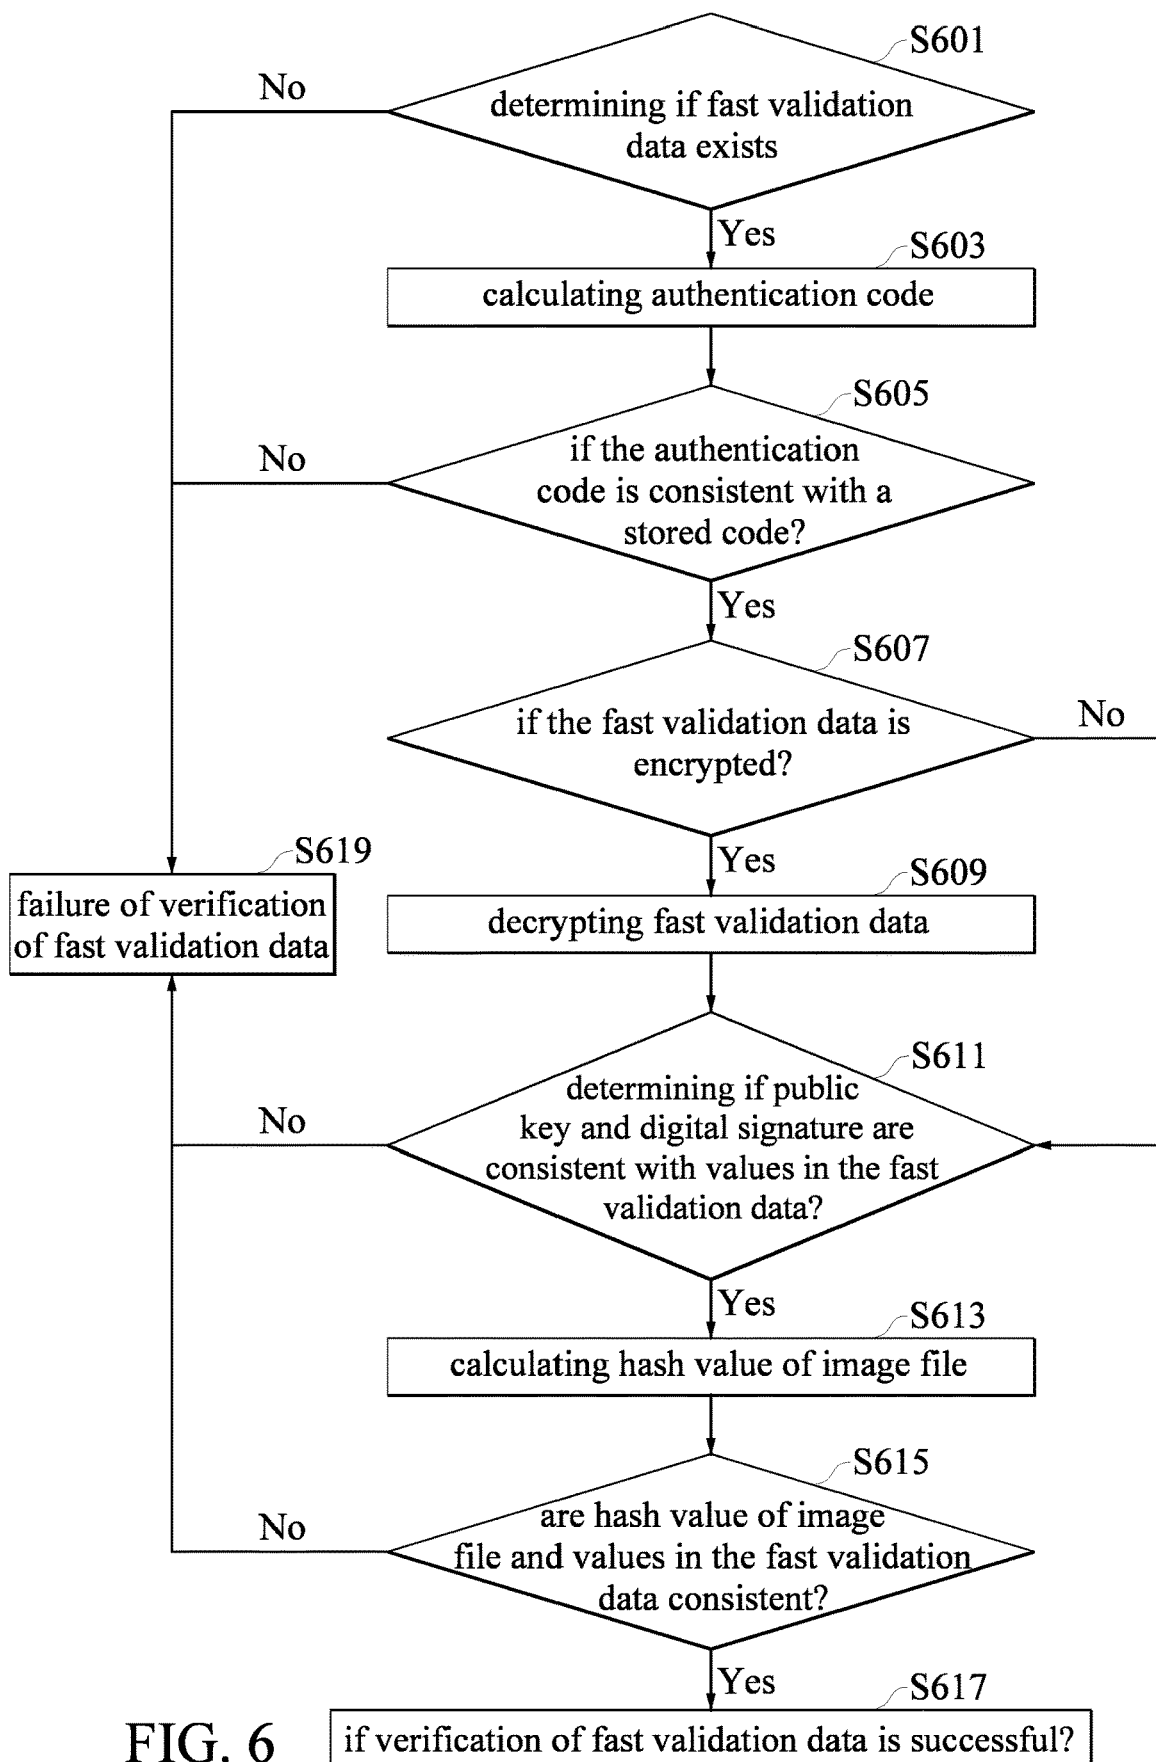 S601
No
determining if fast validation
data exists
Yes
S603
calculating authentication code
S605
No
if the authentication
code is consistent with a
stored code?
Yes
S607
No
if the fast validation data is
encrypted?
Yes
S619
failure of verification
of fast validation data
S609
decrypting fast validation data
S611
No
determining if public
key and digital signature are
consistent with values in the fast
validation data?
Yes
S613
calculating hash value of image file
S615
No
are hash value of image
file and values in the fast validation
data consistent?
Yes
S617
if verification of fast validation data is successful?
FIG. 6